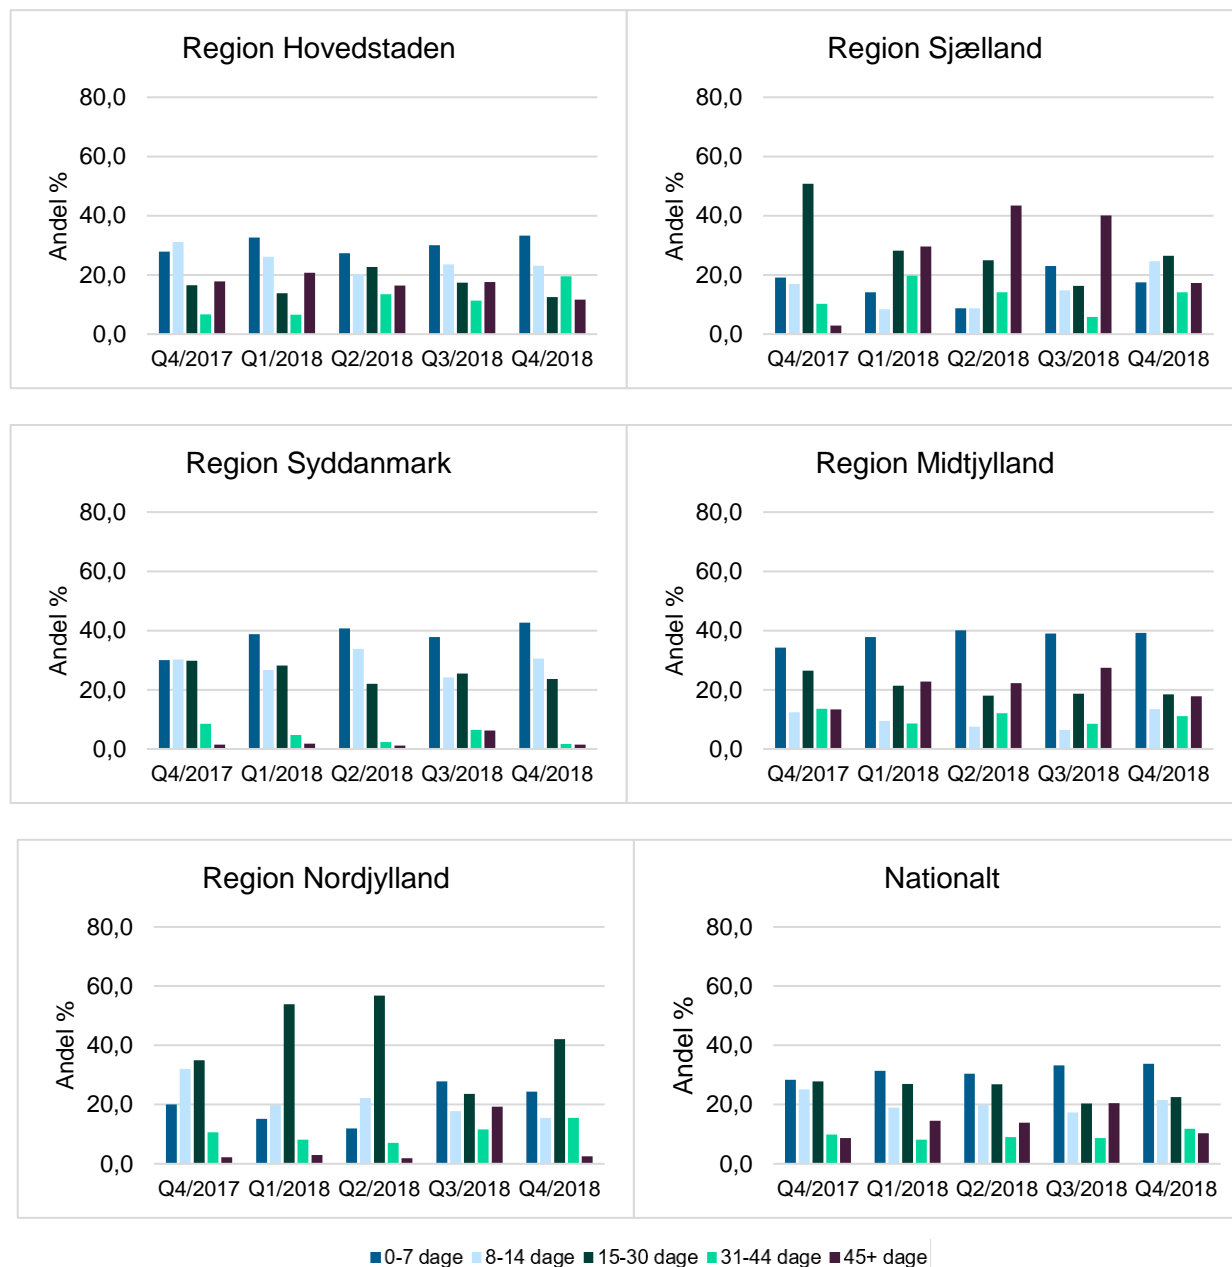 Region Hovedstaden
80,0
60,0
40,0
20,0
0,0
Andel %
Q4/2017 Q1/2018 Q2/2018 Q3/2018 Q4/2018
Region Sjælland
80,0
60,0
40,0
20,0
0,0
Andel %
Q4/2017 Q1/2018 Q2/2018 Q3/2018 Q4/2018
Region Syddanmark
80,0
60,0
40,0
20,0
0,0
Andel %
Q4/2017 Q1/2018 Q2/2018 Q3/2018 Q4/2018
Region Midtjylland
80,0
60,0
40,0
20,0
0,0
Andel %
Q4/2017 Q1/2018 Q2/2018 Q3/2018 Q4/2018
Region Nordjylland
80,0
60,0
40,0
20,0
0,0
Andel %
Q4/2017 Q1/2018 Q2/2018 Q3/2018 Q4/2018
Nationalt
80,0
60,0
40,0
20,0
0,0
Andel %
Q4/2017 Q1/2018 Q2/2018 Q3/2018 Q4/2018
0-7 dage 8-14 dage 15-30 dage 31-44 dage 45+ dage